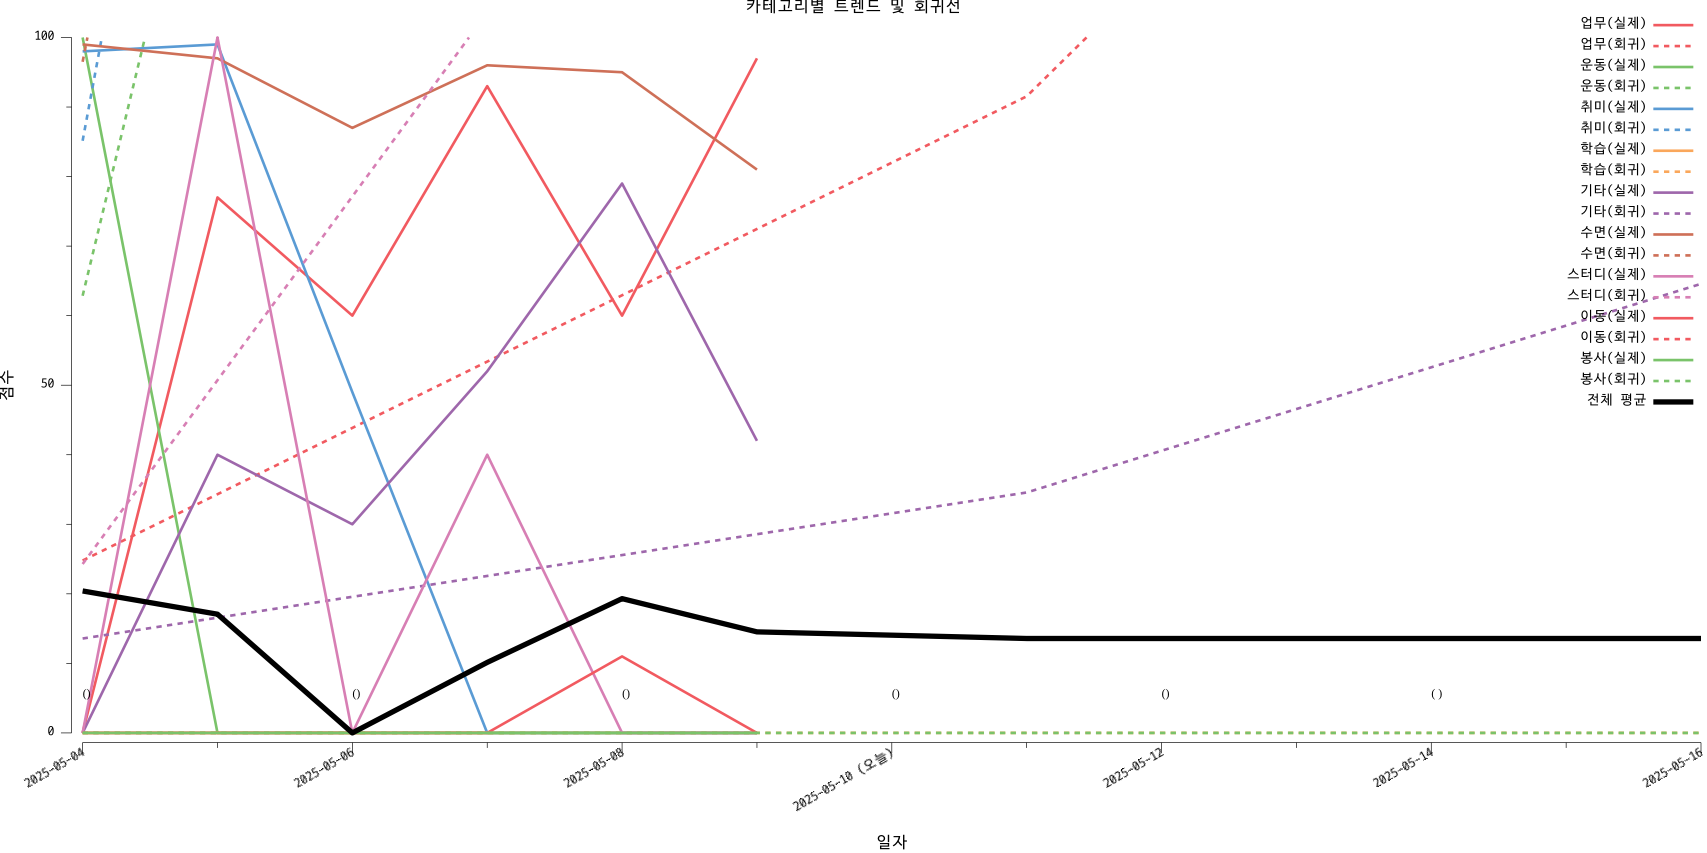 카테고리별 트렌드 및 회귀선
업무(실제)
업무(회귀)
운동(실제)
운동(회귀)
취미(실제)
취미(회귀)
학습(실제)
학습(회귀)
기타(실제)
기타(회귀)
수면(실제)
수면(회귀)
스터디(실제)
스터디(회귀)
이동(실제)
이동(회귀)
봉사(실제)
봉사(회귀)
전체 평균
100
50
0
점수
() () () () () ()
2025-05-04
2025-05-06
2025-05-08
2025-05-10 (오늘)
2025-05-12
2025-05-14
2025-05-16
일자